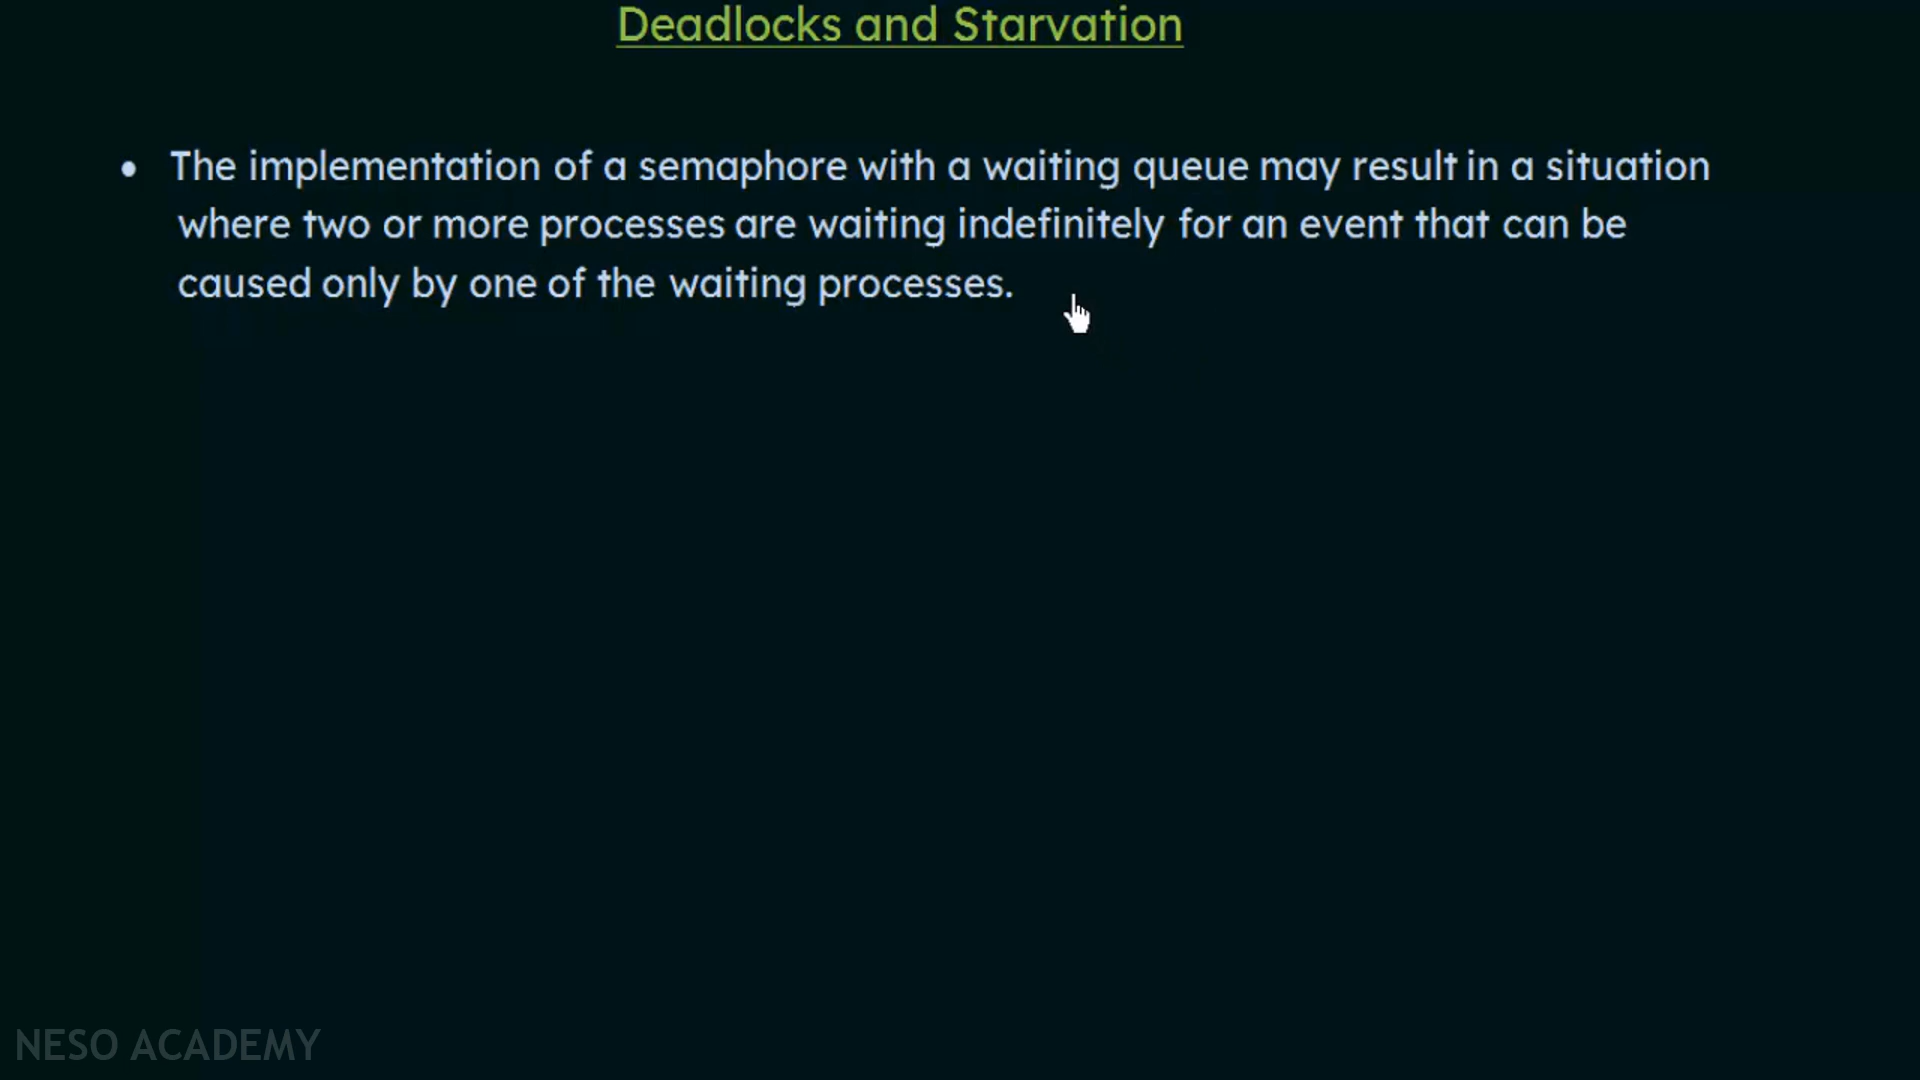 Deadlocks and Starvation
• The implementation of a semaphore with a waiting queue may result in a situation
where two or more processes are waiting indefinitely for an event that can be
caused only by one of the waiting processes.
NESO ACADEMY